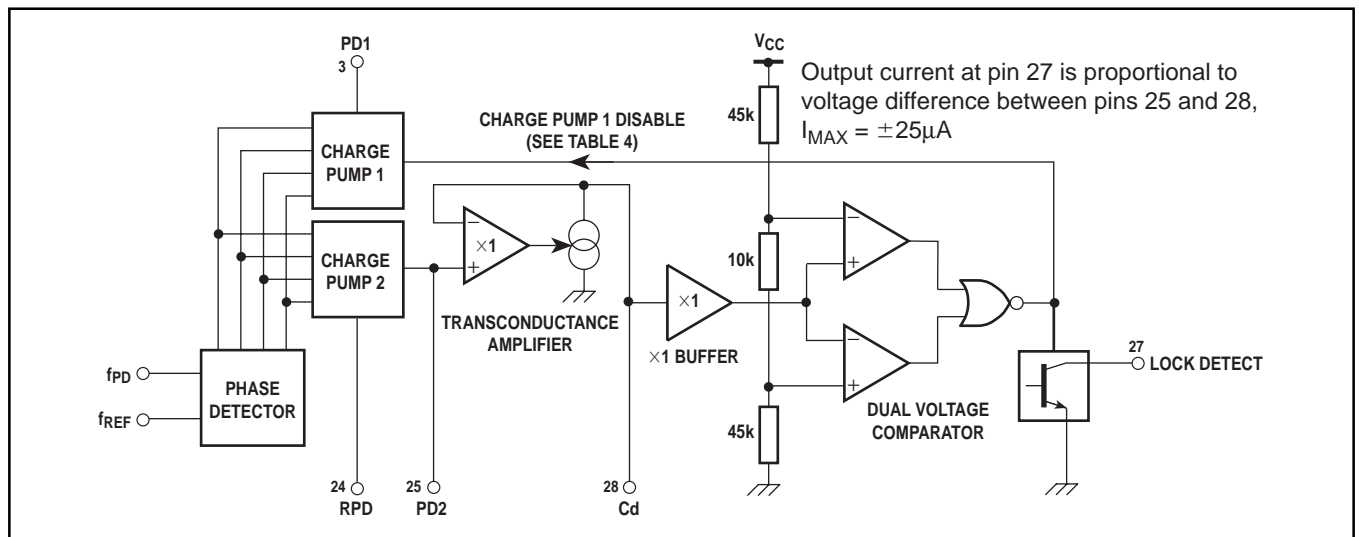 PD1
3
VCC
Output current at pin 27 is proportional to
voltage difference between pins 25 and 28,
IMAX = ±25μA
45k
CHARGE PUMP 1 DISABLE
(SEE TABLE 4)
CHARGE
PUMP 1
CHARGE
PUMP 2
−
×1
+
TRANSCONDUCTANCE
AMPLIFIER
×1
×1 BUFFER
10k
−
+
−
+
DUAL VOLTAGE
COMPARATOR
45k
27
LOCK DETECT
fPD
fREF
PHASE
DETECTOR
24
RPD
25
PD2
28
Cd